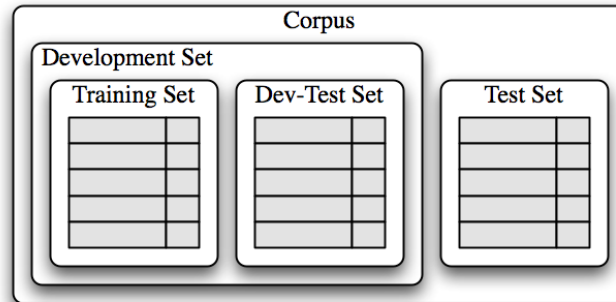 Corpus
Development Set
Training Set
Dev-Test Set
Test Set